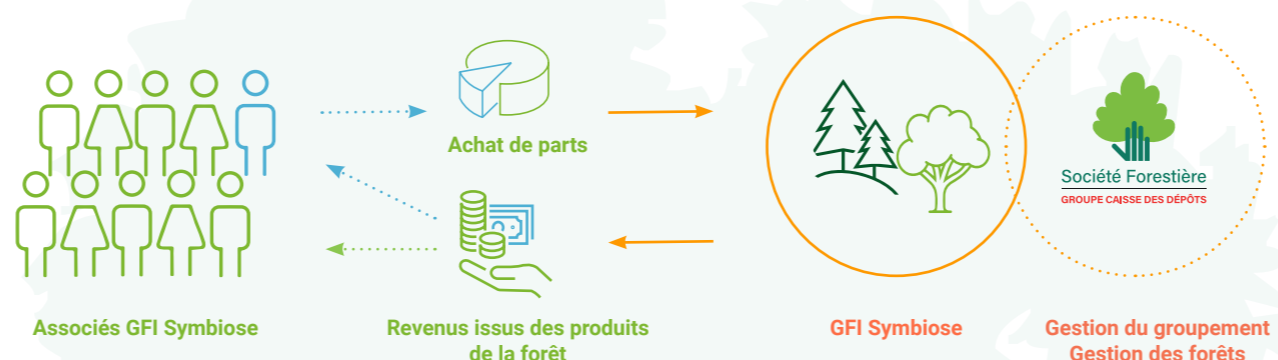 Achat de parts
Société Forestière
GROUPE CAISSE DES DÉPÔTS
Associés GFI Symbiose
Revenus issus des produits
de la forêt
GFI Symbiose
Gestion du groupement
Gestion des forêts